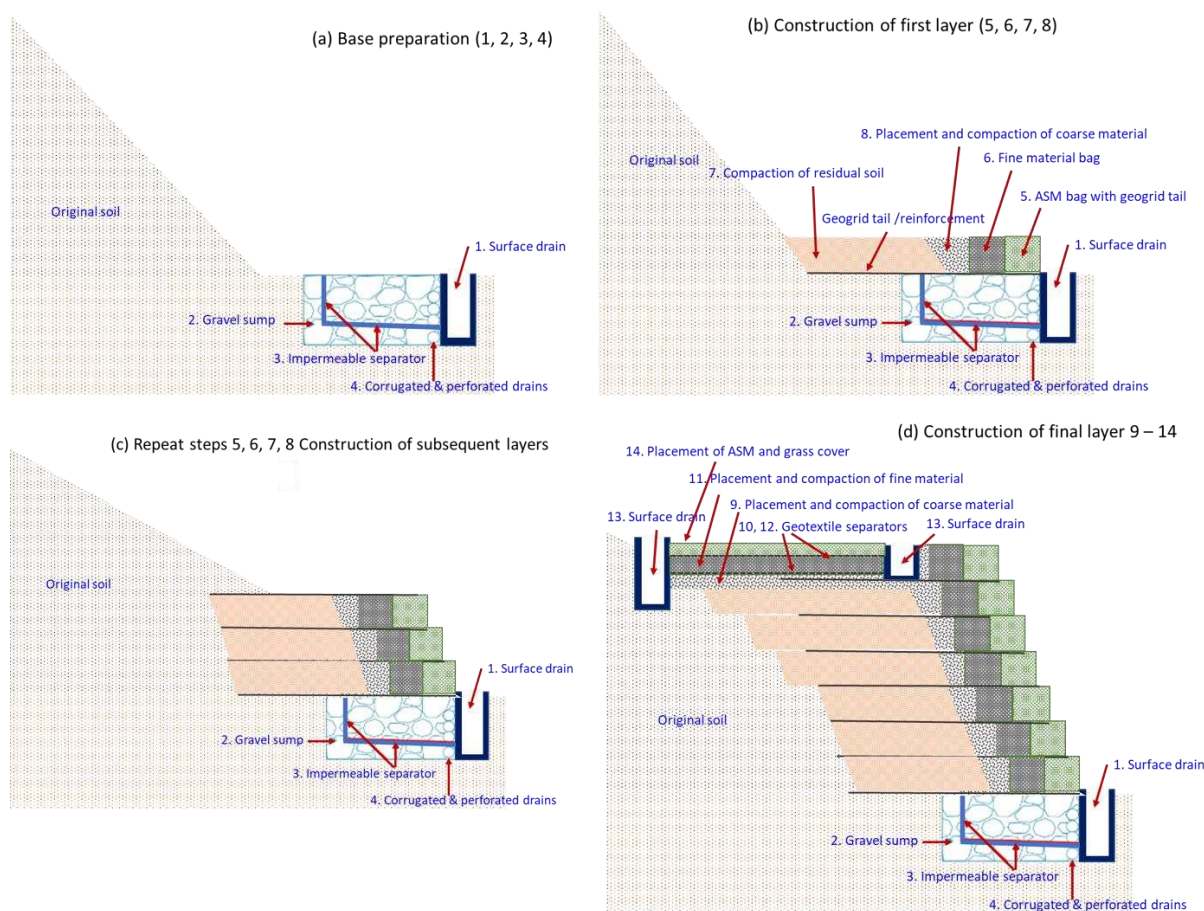 (a) Base preparation (1, 2, 3, 4)
Original soil
1. Surface drain
2. Gravel sump
3. Impermeable separator
4. Corrugated & perforated drains
(b) Construction of first layer (5, 6, 7, 8)
8. Placement and compaction of coarse material
Original soil
6. Fine material bag
7. Compaction of residual soil
5. ASM bag with geogrid tail
Geogrid tail /reinforcement
1. Surface drain
2. Gravel sump
3. Impermeable separator
4. Corrugated & perforated drains
(c) Repeat steps 5, 6, 7, 8 Construction of subsequent layers
Original soil
1. Surface drain
2. Gravel sump
3. Impermeable separator
4. Corrugated & perforated drains
(d) Construction of final layer 9 – 14
14. Placement of ASM and grass cover
11. Placement and compaction of fine material
9. Placement and compaction of coarse material
13. Surface drain
10, 12. Geotextile separators
13. Surface drain
Original soil
1. Surface drain
2. Gravel sump
3. Impermeable separator
4. Corrugated & perforated drains